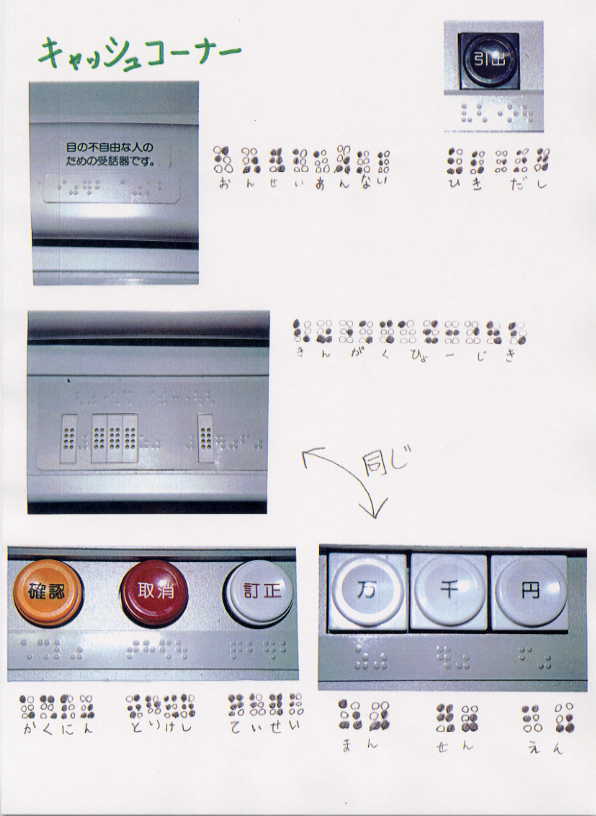 キャッシュコーナー
引出
目の不自由な人の
ための受話器です。
おんせいあんない
ひきだし
きんがくひょーじき
同じ
確認
取消
訂正
万
千
円
かくにん
とりけし
ていせい
まん
せん
えん